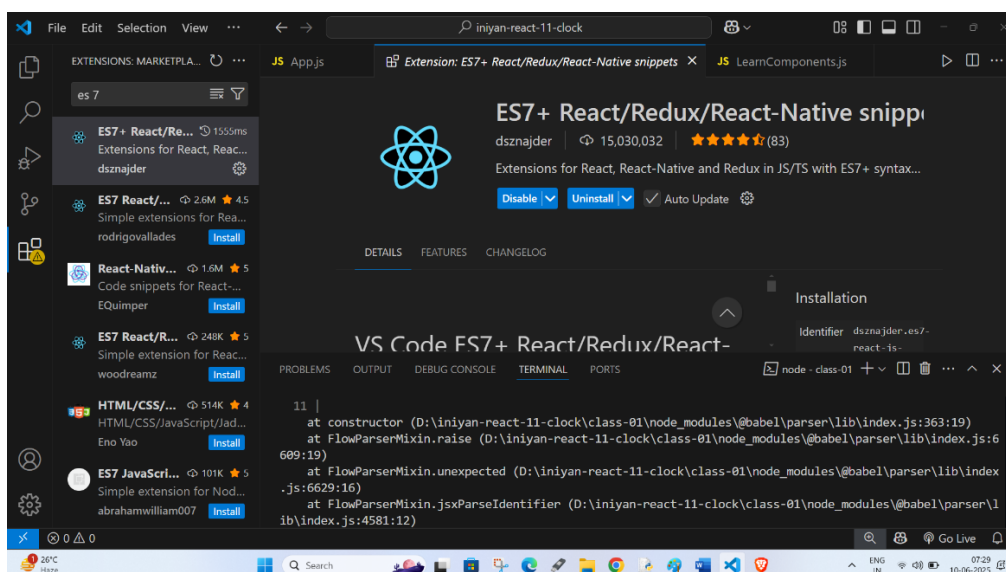 File Edit Selection View ··· iniyan-react-11-clock
EXTENSIONS: MARKETPLA... ···
es 7
ES7+ React/Re... 1555ms
Extensions for React, Reac...
dsznajder
ES7 React/... 2.6M 4.5
Simple extensions for Rea...
rodrigovallades Install
React-Nativ... 1.6M 5
Code snippets for React-...
EQuimper Install
ES7 React/R... 248K 5
Simple extension for Reac...
woodreamz Install
HTML/CSS/... 514K 4
HTML/CSS/JavaScript/Jad...
Eno Yao Install
ES7 JavaScri... 101K 5
Simple extension for Nod...
abrahamwilliam007 Install
JS App.js Extension: ES7+ React/Redux/React-Native snippets JS LearnComponents.js ···
ES7+ React/Redux/React-Native snipp
dsznajder 15,030,032 (83)
Extensions for React, React-Native and Redux in JS/TS with ES7+ syntax...
Disable Uninstall Auto Update
DETAILS FEATURES CHANGELOG
VS Code ES7+ React/Redux/React-
Installation
Identifier dsznajder.es7-
react-js-
PROBLEMS OUTPUT DEBUG CONSOLE TERMINAL PORTS node - class-01 ···
11 |
at constructor (D:\iniyan-react-11-clock\class-01\node_modules\@babel\parser\lib\index.js:363:19)
at FlowParserMixin.raise (D:\iniyan-react-11-clock\class-01\node_modules\@babel\parser\lib\index.js:6
609:19)
at FlowParserMixin.unexpected (D:\iniyan-react-11-clock\class-01\node_modules\@babel\parser\lib\index
.js:6629:16)
at FlowParserMixin.jsxParseIdentifier (D:\iniyan-react-11-clock\class-01\node_modules\@babel\parser\l
ib\index.js:4581:12)
0 0 Go Live
26°C
Haze
Search
ENG
IN
07:29
10-06-2025